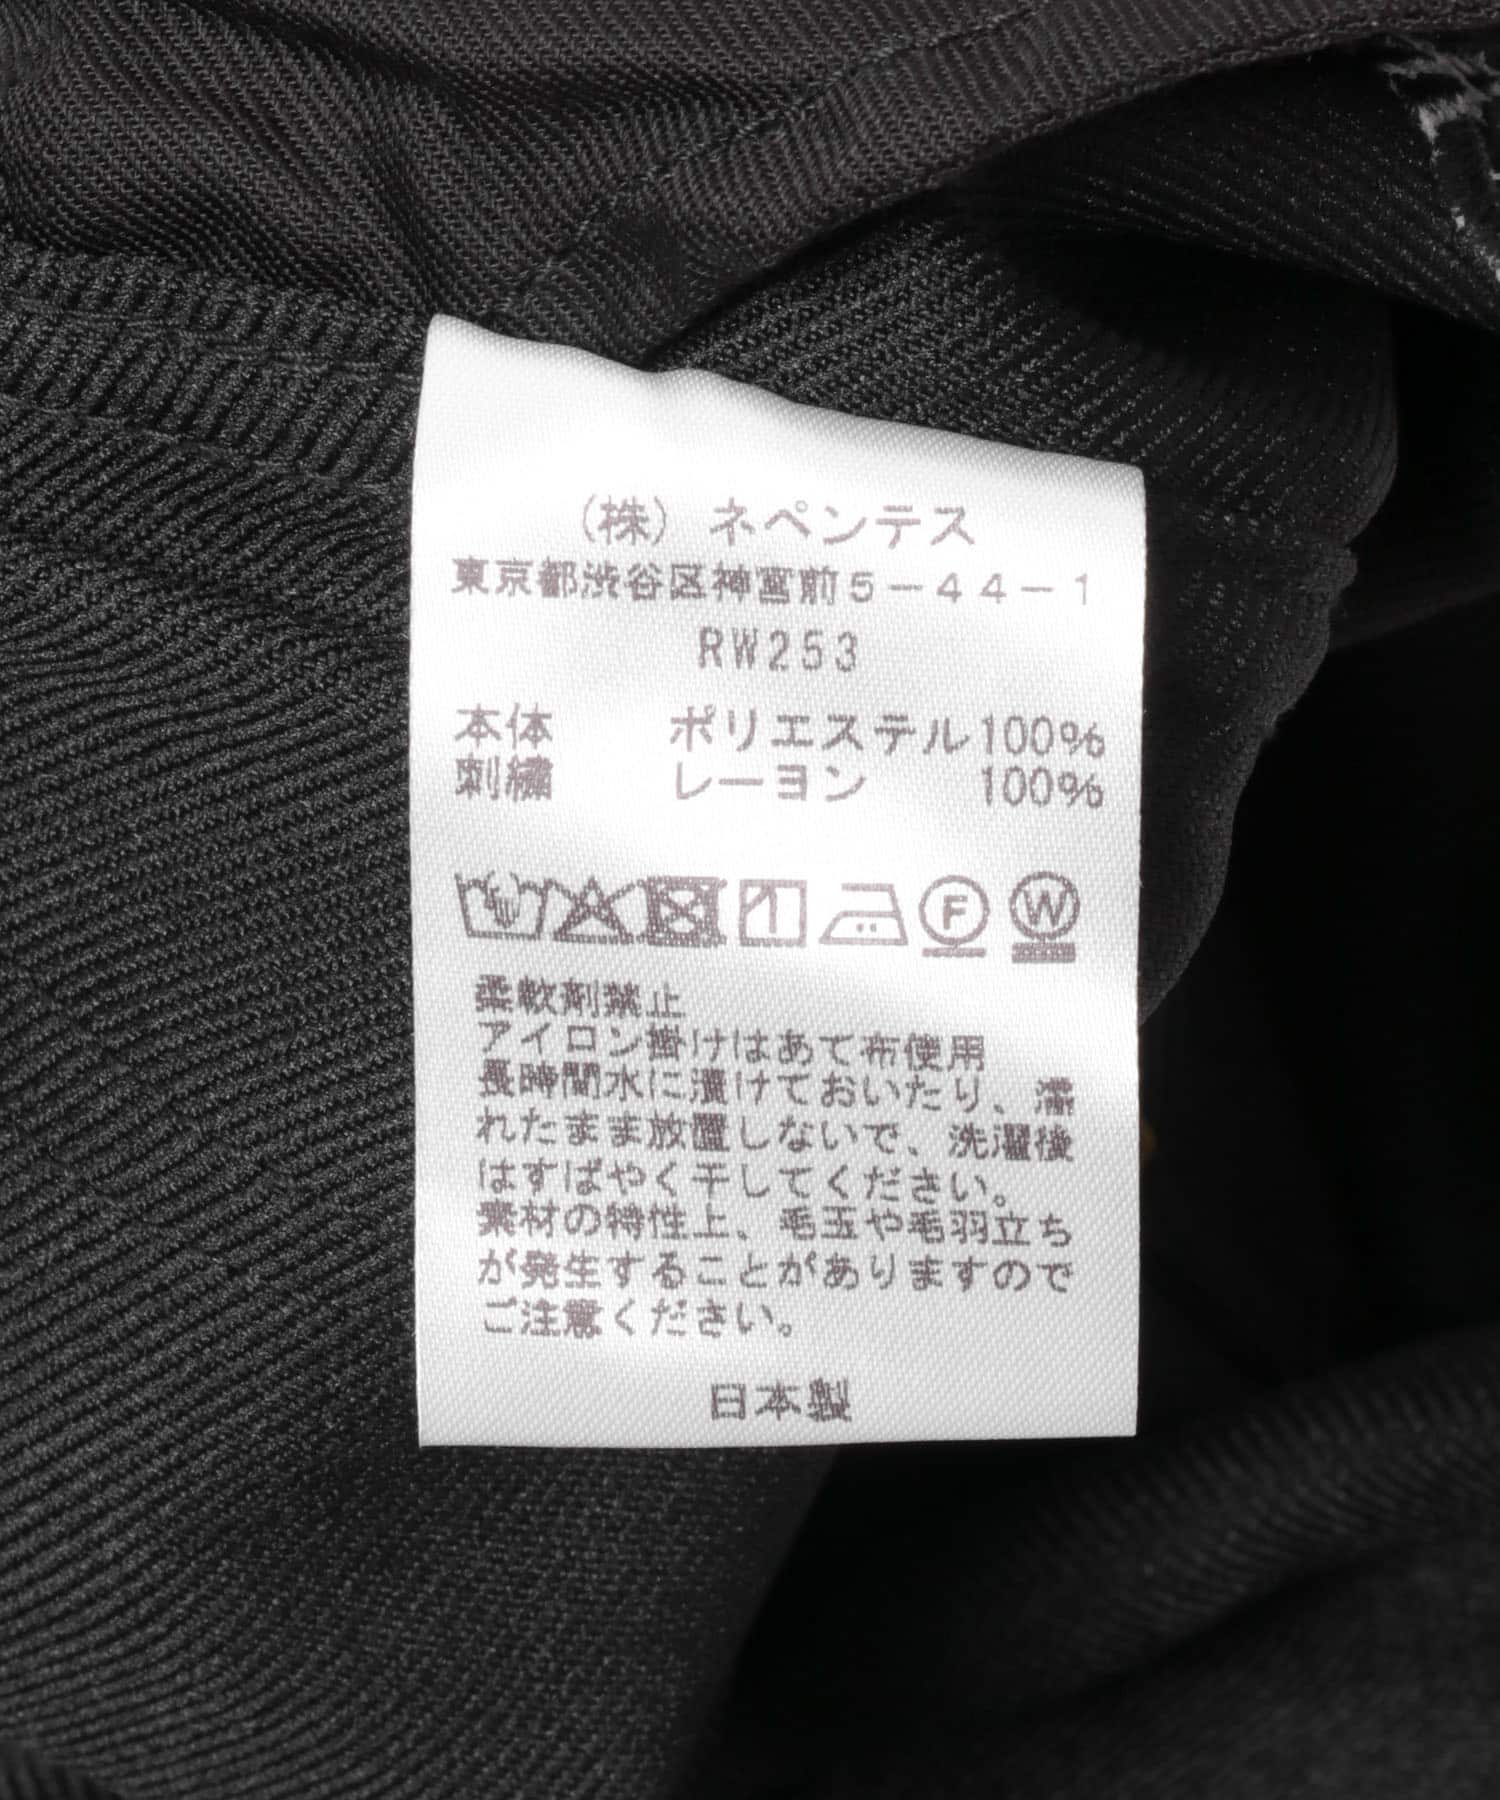 (株) ネペンテス
東京都渋谷区神宮前5-44-1
RW253
本体 ポリエステル100%
刺繍 レーヨン 100%
F W
柔軟剤禁止
アイロン掛けはあて布使用
長時間水に漬けておいたり、濡
れたまま放置しないで、洗濯後
はすばやく干してください。
素材の特性上、毛玉や毛羽立ち
が発生することがありますので
ご注意ください。
日本製